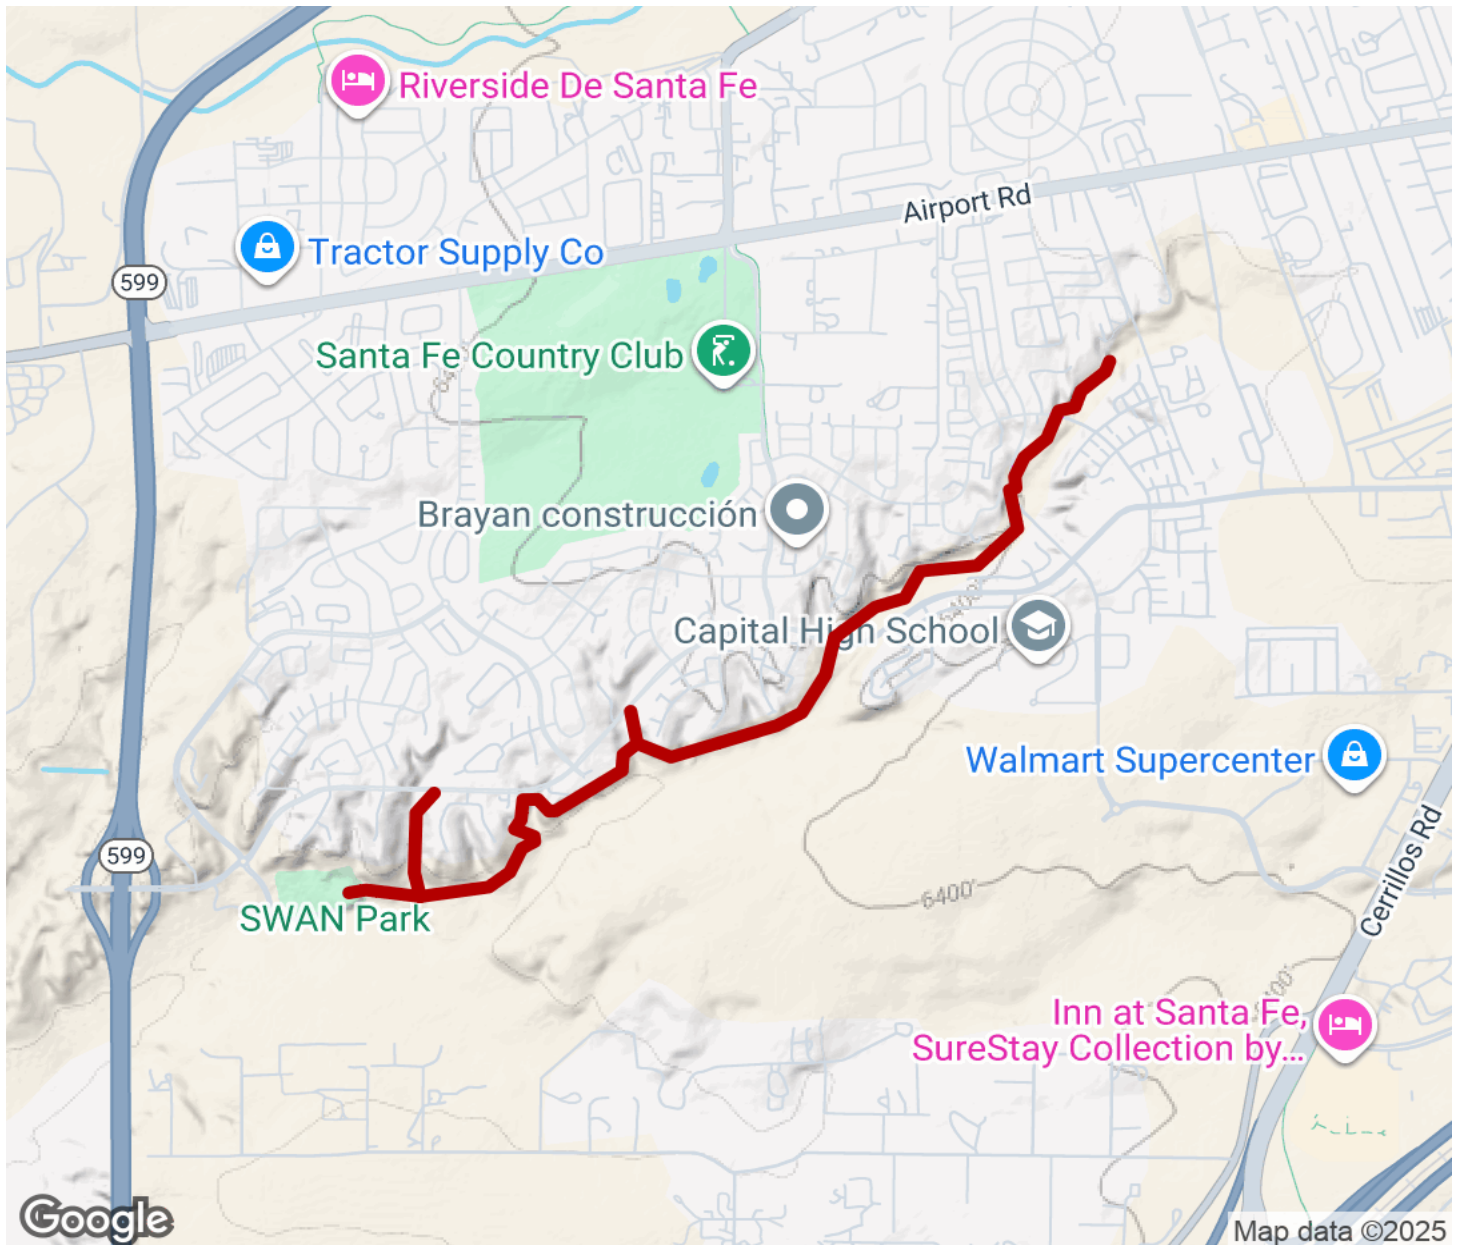 Riverside De Santa Fe
Airport Rd
Tractor Supply Co
599
Santa Fe Country Club
Brayan construcción
6400'
Capital High School
Walmart Supercenter
599
Cerrillos Rd
6400'
SWAN Park
Inn at Santa Fe,
SureStay Collection by...
Google
Map data ©2025